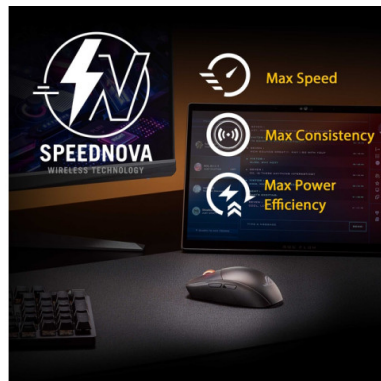 SPEEDNOVA
WIRELESS TECHNOLOGY
Max Speed
Max Consistency
Max Power
Efficiency